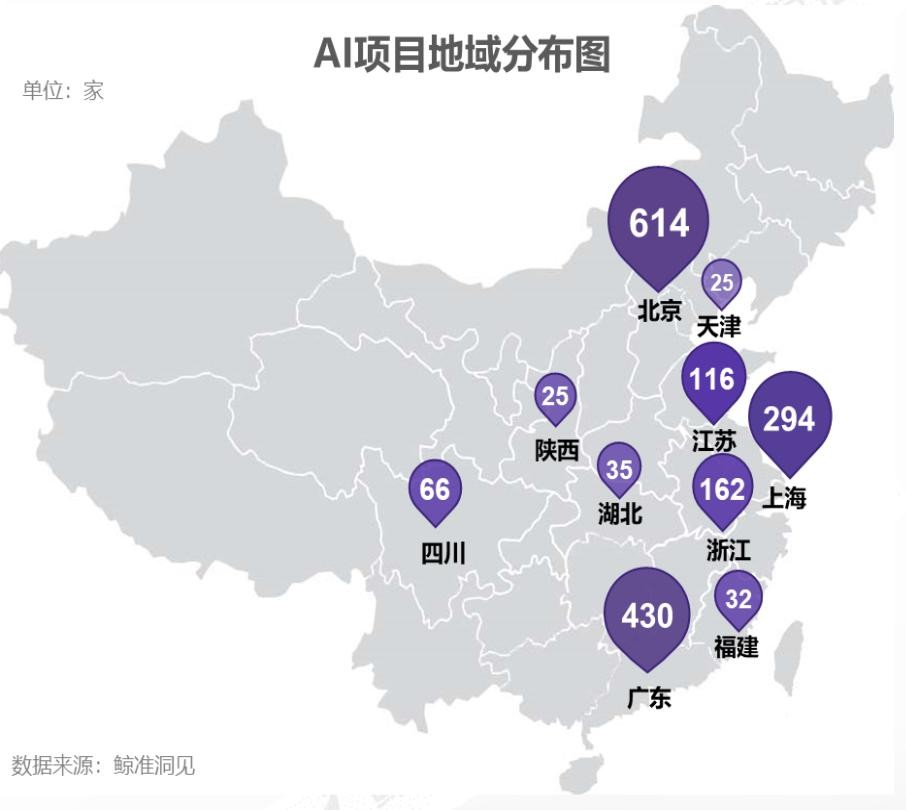 AI项目地域分布图
单位：家
614
北京
25
天津
116
江苏
294
上海
25
陕西
35
湖北
162
浙江
66
四川
32
福建
430
广东
数据来源：鲸准洞见